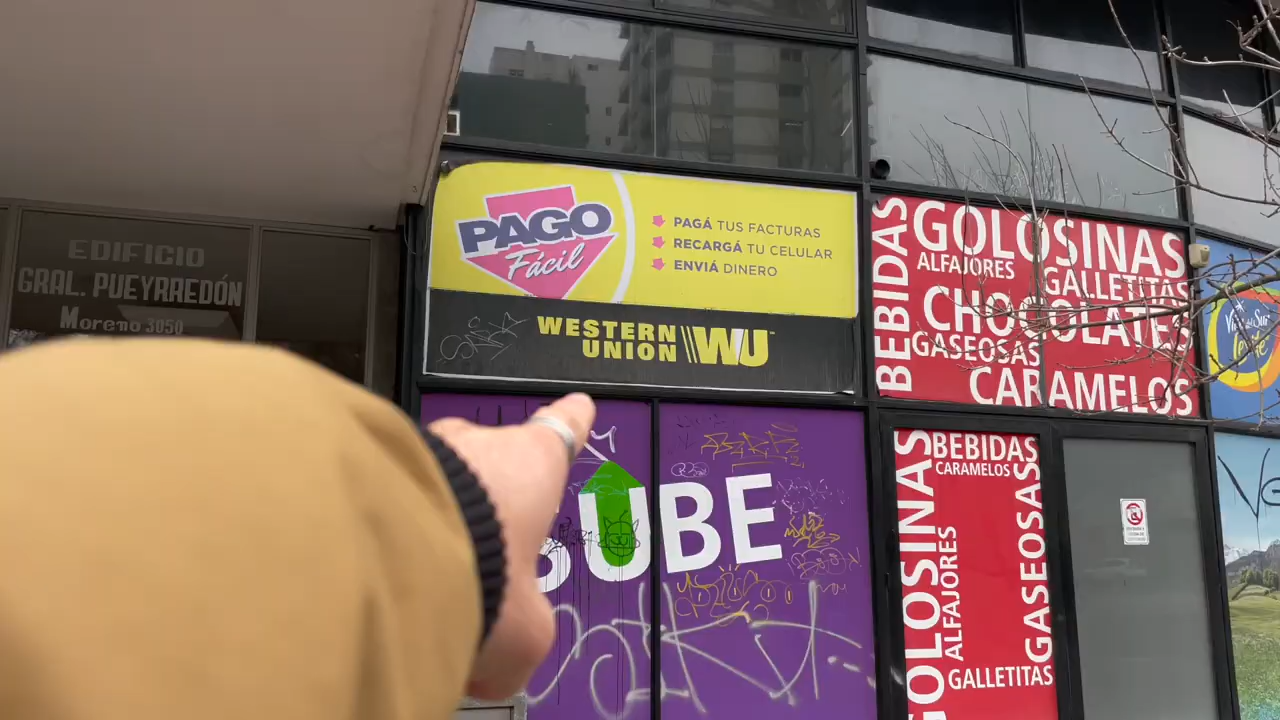 EDIFICIO
GRAL. PUEYRREDÓN
Moreno 3050
PAGO
Fácil
PAGÁ TUS FACTURAS
RECARGÁ TU CELULAR
ENVIÁ DINERO
WESTERN
UNION WU
SUBE
BEBIDAS
GOLOSINAS
ALFAJORES
GALLETITAS
CHOCOLATES
GASEOSAS
CARAMELOS
GOLOSINAS
BEBIDAS
CARAMELOS
ALFAJORES
GASEOSAS
GALLETITAS